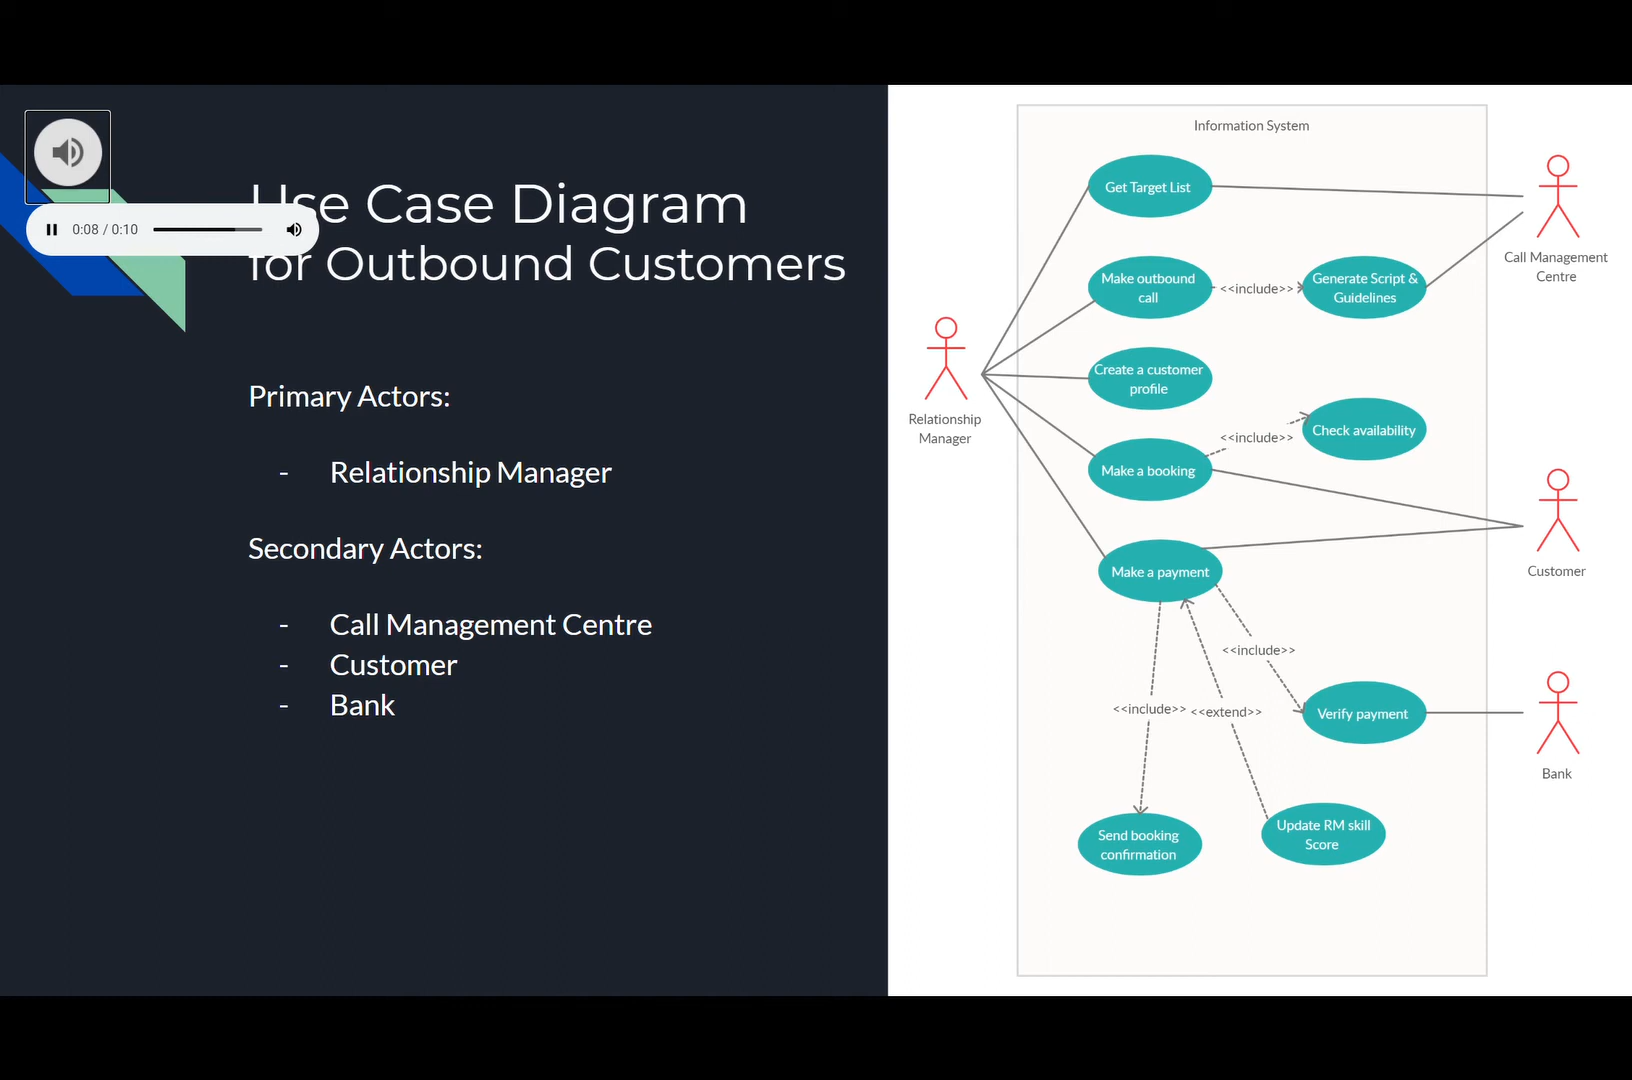 Use Case Diagram
for Outbound Customers
0:08 / 0:10
Primary Actors:
- Relationship Manager
Secondary Actors:
- Call Management Centre
- Customer
- Bank
Information System
Get Target List
Call Management
Centre
Make outbound
call
<<include>>
Generate Script &
Guidelines
Relationship
Manager
Create a customer
profile
<<include>>
Check availability
Make a booking
Customer
Make a payment
<<include>>
<<include>>
<<extend>>
Verify payment
Bank
Send booking
confirmation
Update RM skill
Score